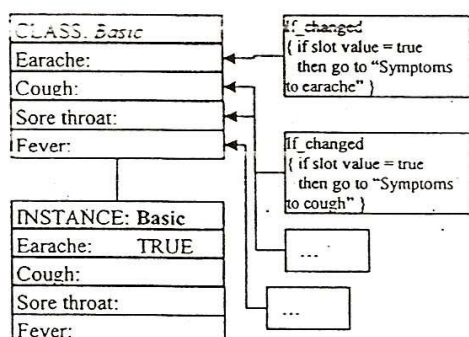 CLASS: Basic
Earache:
Cough:
Sore throat:
Fever:
If_changed
{ if slot value = true
then go to “Symptoms
to earache” }
If_changed
{ if slot value = true
then go to “Symptoms
to cough” }
...
...
INSTANCE: Basic
Earache: TRUE
Cough:
Sore throat:
Fever: